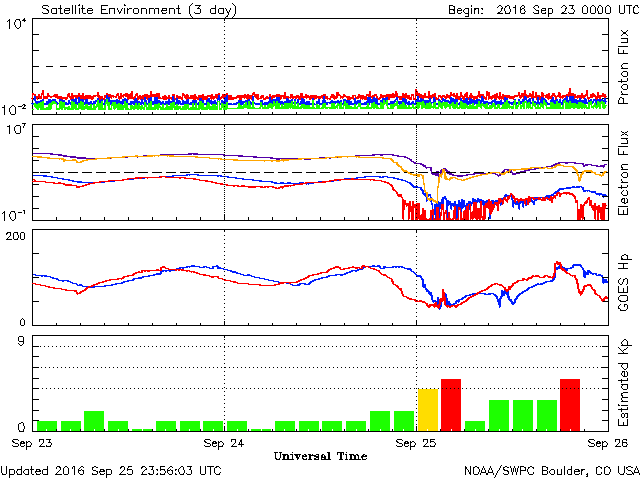 Satellite Environment (3 day) Begin: 2016 Sep 23 0000 UTC
10⁴
10⁻²
Proton Flux
10⁷
10⁻¹
Electron Flux
200
0
GOES Hp
9
0
Estimated Kp
Sep 23 Sep 24 Sep 25 Sep 26
Universal Time
Updated 2016 Sep 25 23:56:03 UTC NOAA/SWPC Boulder, CO USA